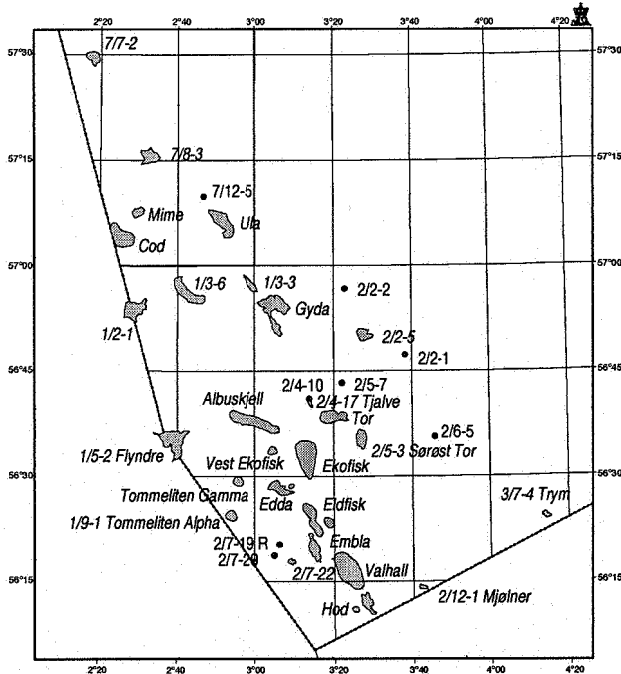 2°20 2°40 3°00 3°20 3°40 4°00 4°20
57°30 57°30
7/7-2
57°15 57°15
7/8-3
7/12-5
Mime
Ula
Cod
57°00 57°00
1/3-6 1/3-3
2/2-2
Gyda
1/2-1
2/2-5
2/2-1
56°45 56°45
2/4-10 2/5-7
Albuskjell
2/4-17 Tjalve
Tor
2/6-5
1/5-2 Flyndre
2/5-3 Sørøst Tor
Vest Ekofisk
Ekofisk
56°30 56°30
Tommeliten Gamma
Edda
Eldfisk
3/7-4 Trym
1/9-1 Tommeliten Alpha
2/7-19 R
Embla
2/7-20
2/7-22
Valhall
56°15 56°15
2/12-1 Mjølner
Hod
2°20 2°40 3°00 3°20 3°40 4°00 4°20